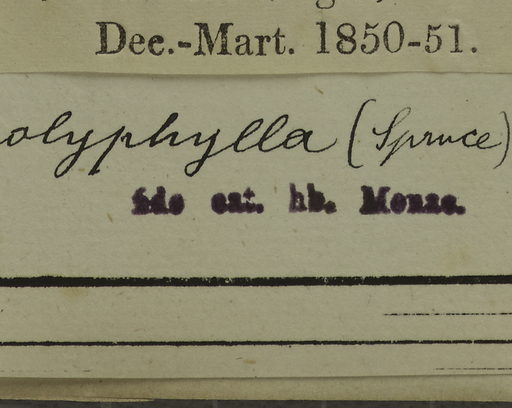 Dec.-Mart. 1850-51.
olyphylla (Spruce)
fide cat. hb. Monac.